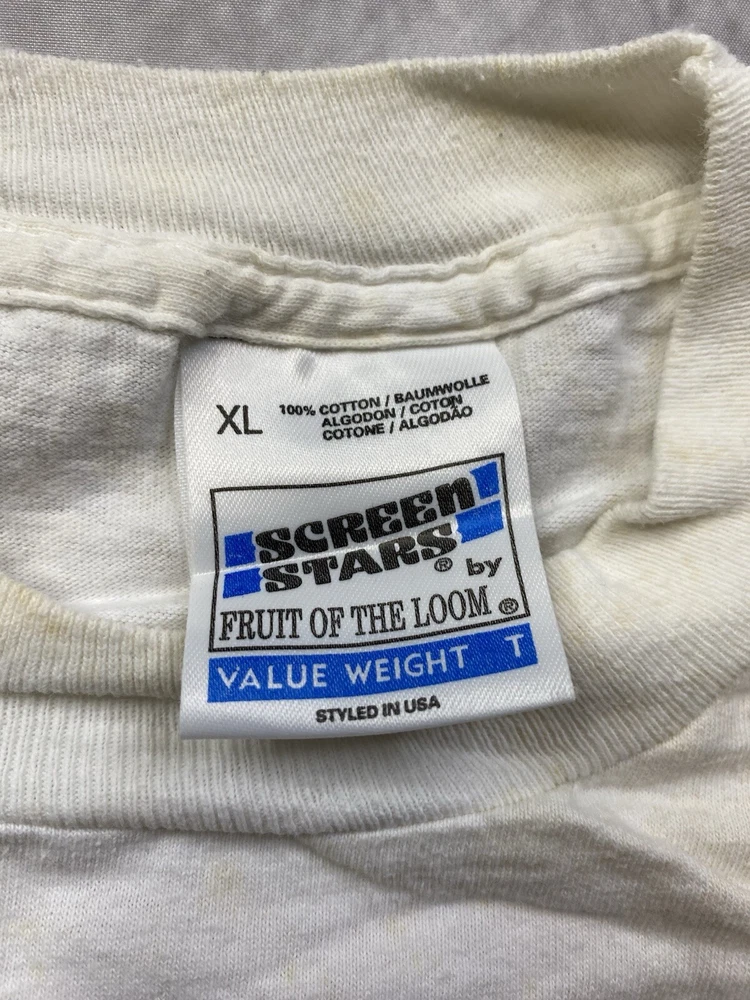 XL
100% COTTON / BAUMWOLLE
ALGODON / COTON
COTONE / ALGODÃO
SCREEN
STARS® by
FRUIT OF THE LOOM®
VALUE WEIGHT T
STYLED IN USA